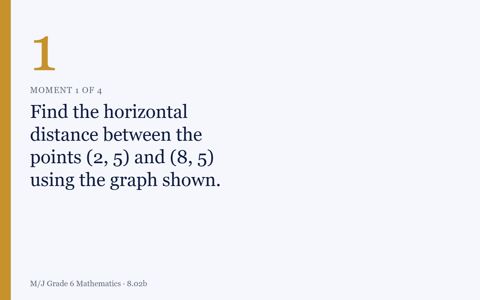 1
MOMENT 1 OF 4
Find the horizontal
distance between the
points (2, 5) and (8, 5)
using the graph shown.
M/J Grade 6 Mathematics · 8.02b